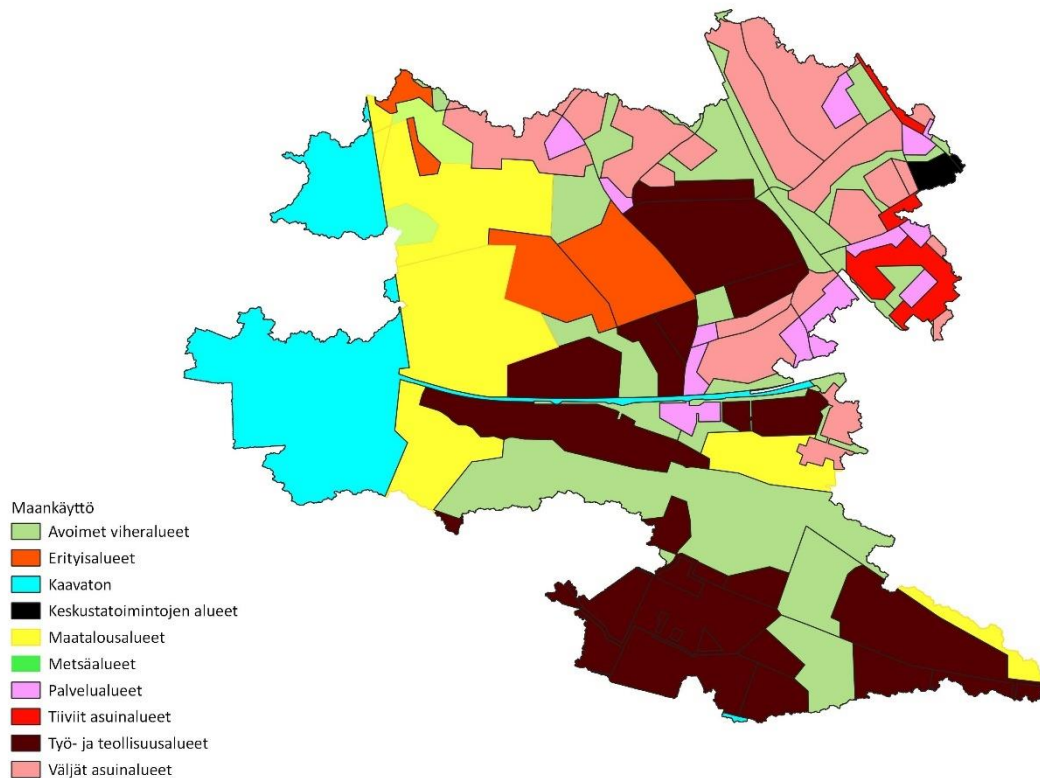 Maankäyttö
Avoimet viheralueet
Erityisalueet
Kaavaton
Keskustatoimintojen alueet
Maatalousalueet
Metsäalueet
Palvelualueet
Tiiviit asuinalueet
Työ- ja teollisuusalueet
Väljät asuinalueet